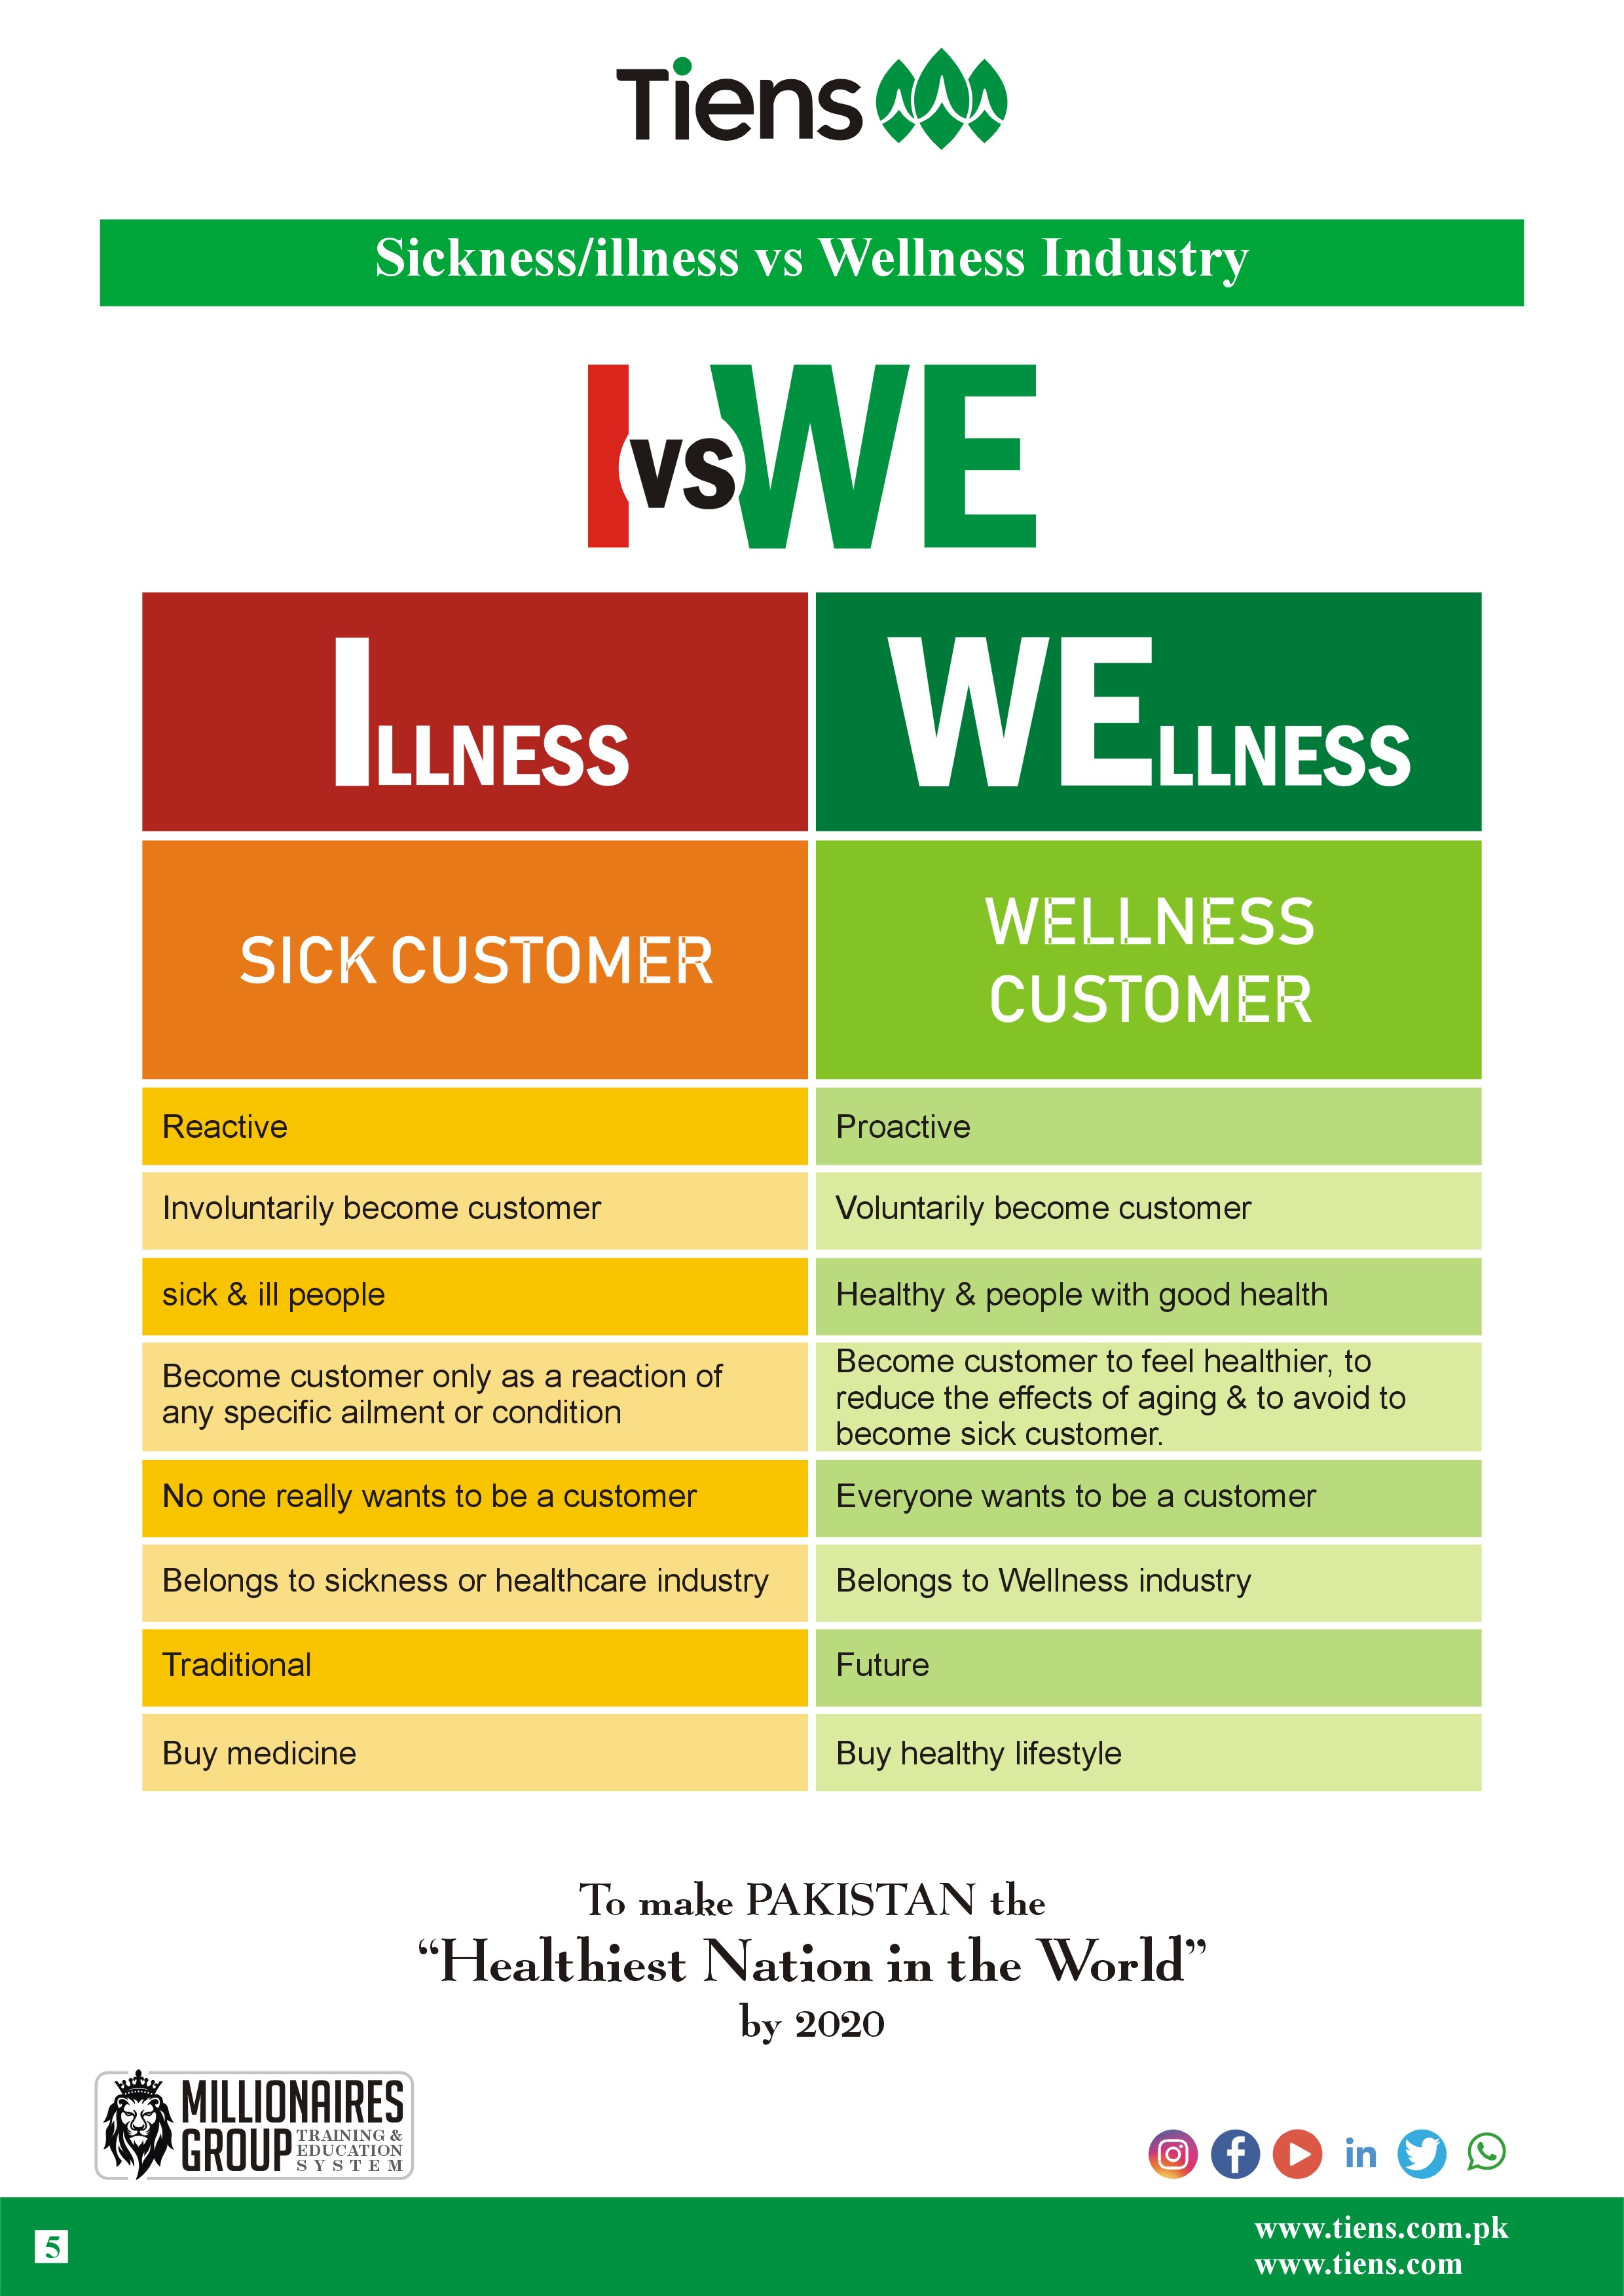 Tiens
Sickness/illness vs Wellness Industry
I vs WE
ILLNESS
WELLNESS
SICK CUSTOMER
WELLNESS
CUSTOMER
Reactive
Proactive
Involuntarily become customer
Voluntarily become customer
sick & ill people
Healthy & people with good health
Become customer only as a reaction of
any specific ailment or condition
Become customer to feel healthier, to
reduce the effects of aging & to avoid to
become sick customer.
No one really wants to be a customer
Everyone wants to be a customer
Belongs to sickness or healthcare industry
Belongs to Wellness industry
Traditional
Future
Buy medicine
Buy healthy lifestyle
To make PAKISTAN the
“Healthiest Nation in the World”
by 2020
MILLIONAIRES
GROUP TRAINING &
EDUCATION
SYSTEM
in
5
www.tiens.com.pk
www.tiens.com